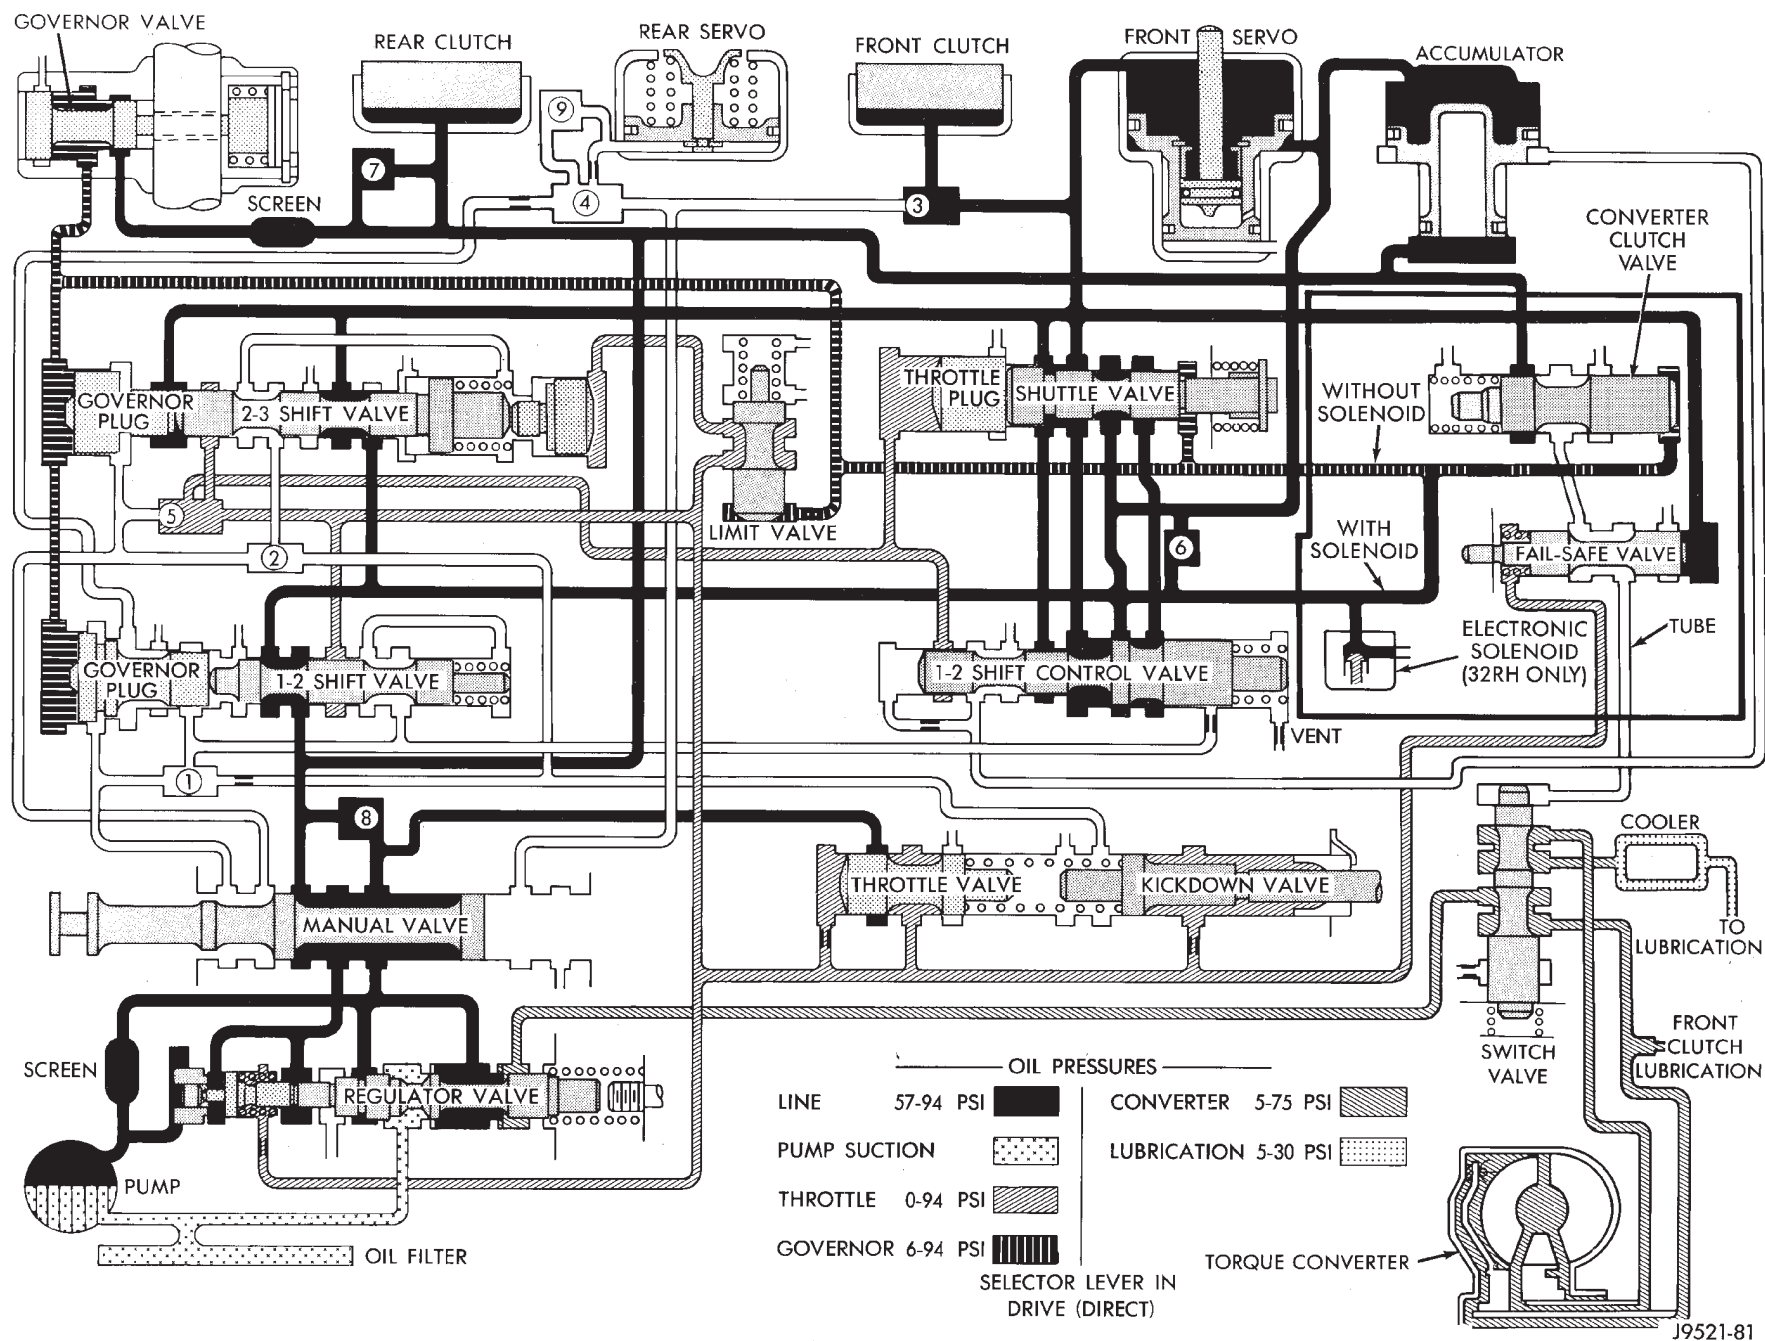 GOVERNOR VALVE
REAR CLUTCH
REAR SERVO
FRONT CLUTCH
FRONT SERVO
ACCUMULATOR
9
7
4
3
SCREEN
CONVERTER
CLUTCH
VALVE
GOVERNOR
PLUG
2-3 SHIFT VALVE
THROTTLE
PLUG
SHUTTLE VALVE
WITHOUT
SOLENOID
5
LIMIT VALVE
2
6
WITH
SOLENOID
FAIL-SAFE VALVE
GOVERNOR
PLUG
1-2 SHIFT VALVE
1-2 SHIFT CONTROL VALVE
ELECTRONIC
SOLENOID
(32RH ONLY)
TUBE
VENT
1
8
COOLER
THROTTLE VALVE
KICKDOWN VALVE
MANUAL VALVE
TO
LUBRICATION
SCREEN
REGULATOR VALVE
SWITCH
VALVE
FRONT
CLUTCH
LUBRICATION
PUMP
OIL FILTER
OIL PRESSURES
LINE 57-94 PSI
CONVERTER 5-75 PSI
PUMP SUCTION
LUBRICATION 5-30 PSI
THROTTLE 0-94 PSI
GOVERNOR 6-94 PSI
SELECTOR LEVER IN
DRIVE (DIRECT)
TORQUE CONVERTER
J9521-81